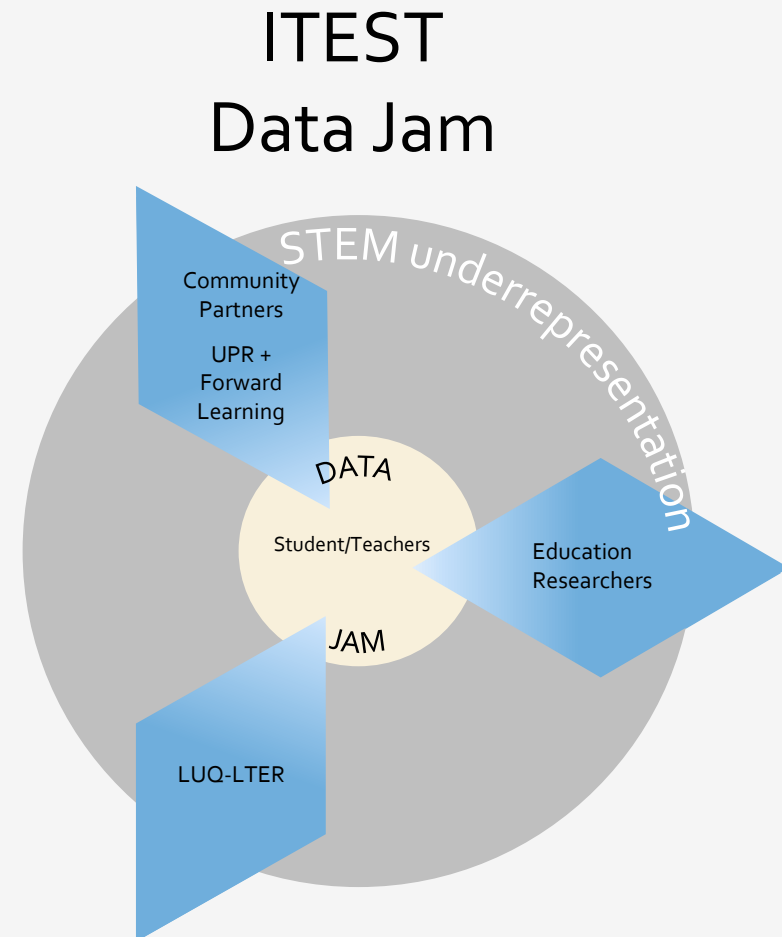 ITEST
Data Jam
STEM underrepresentation
Community
Partners
UPR +
Forward
Learning
DATA
Student/Teachers
JAM
Education
Researchers
LUQ-LTER